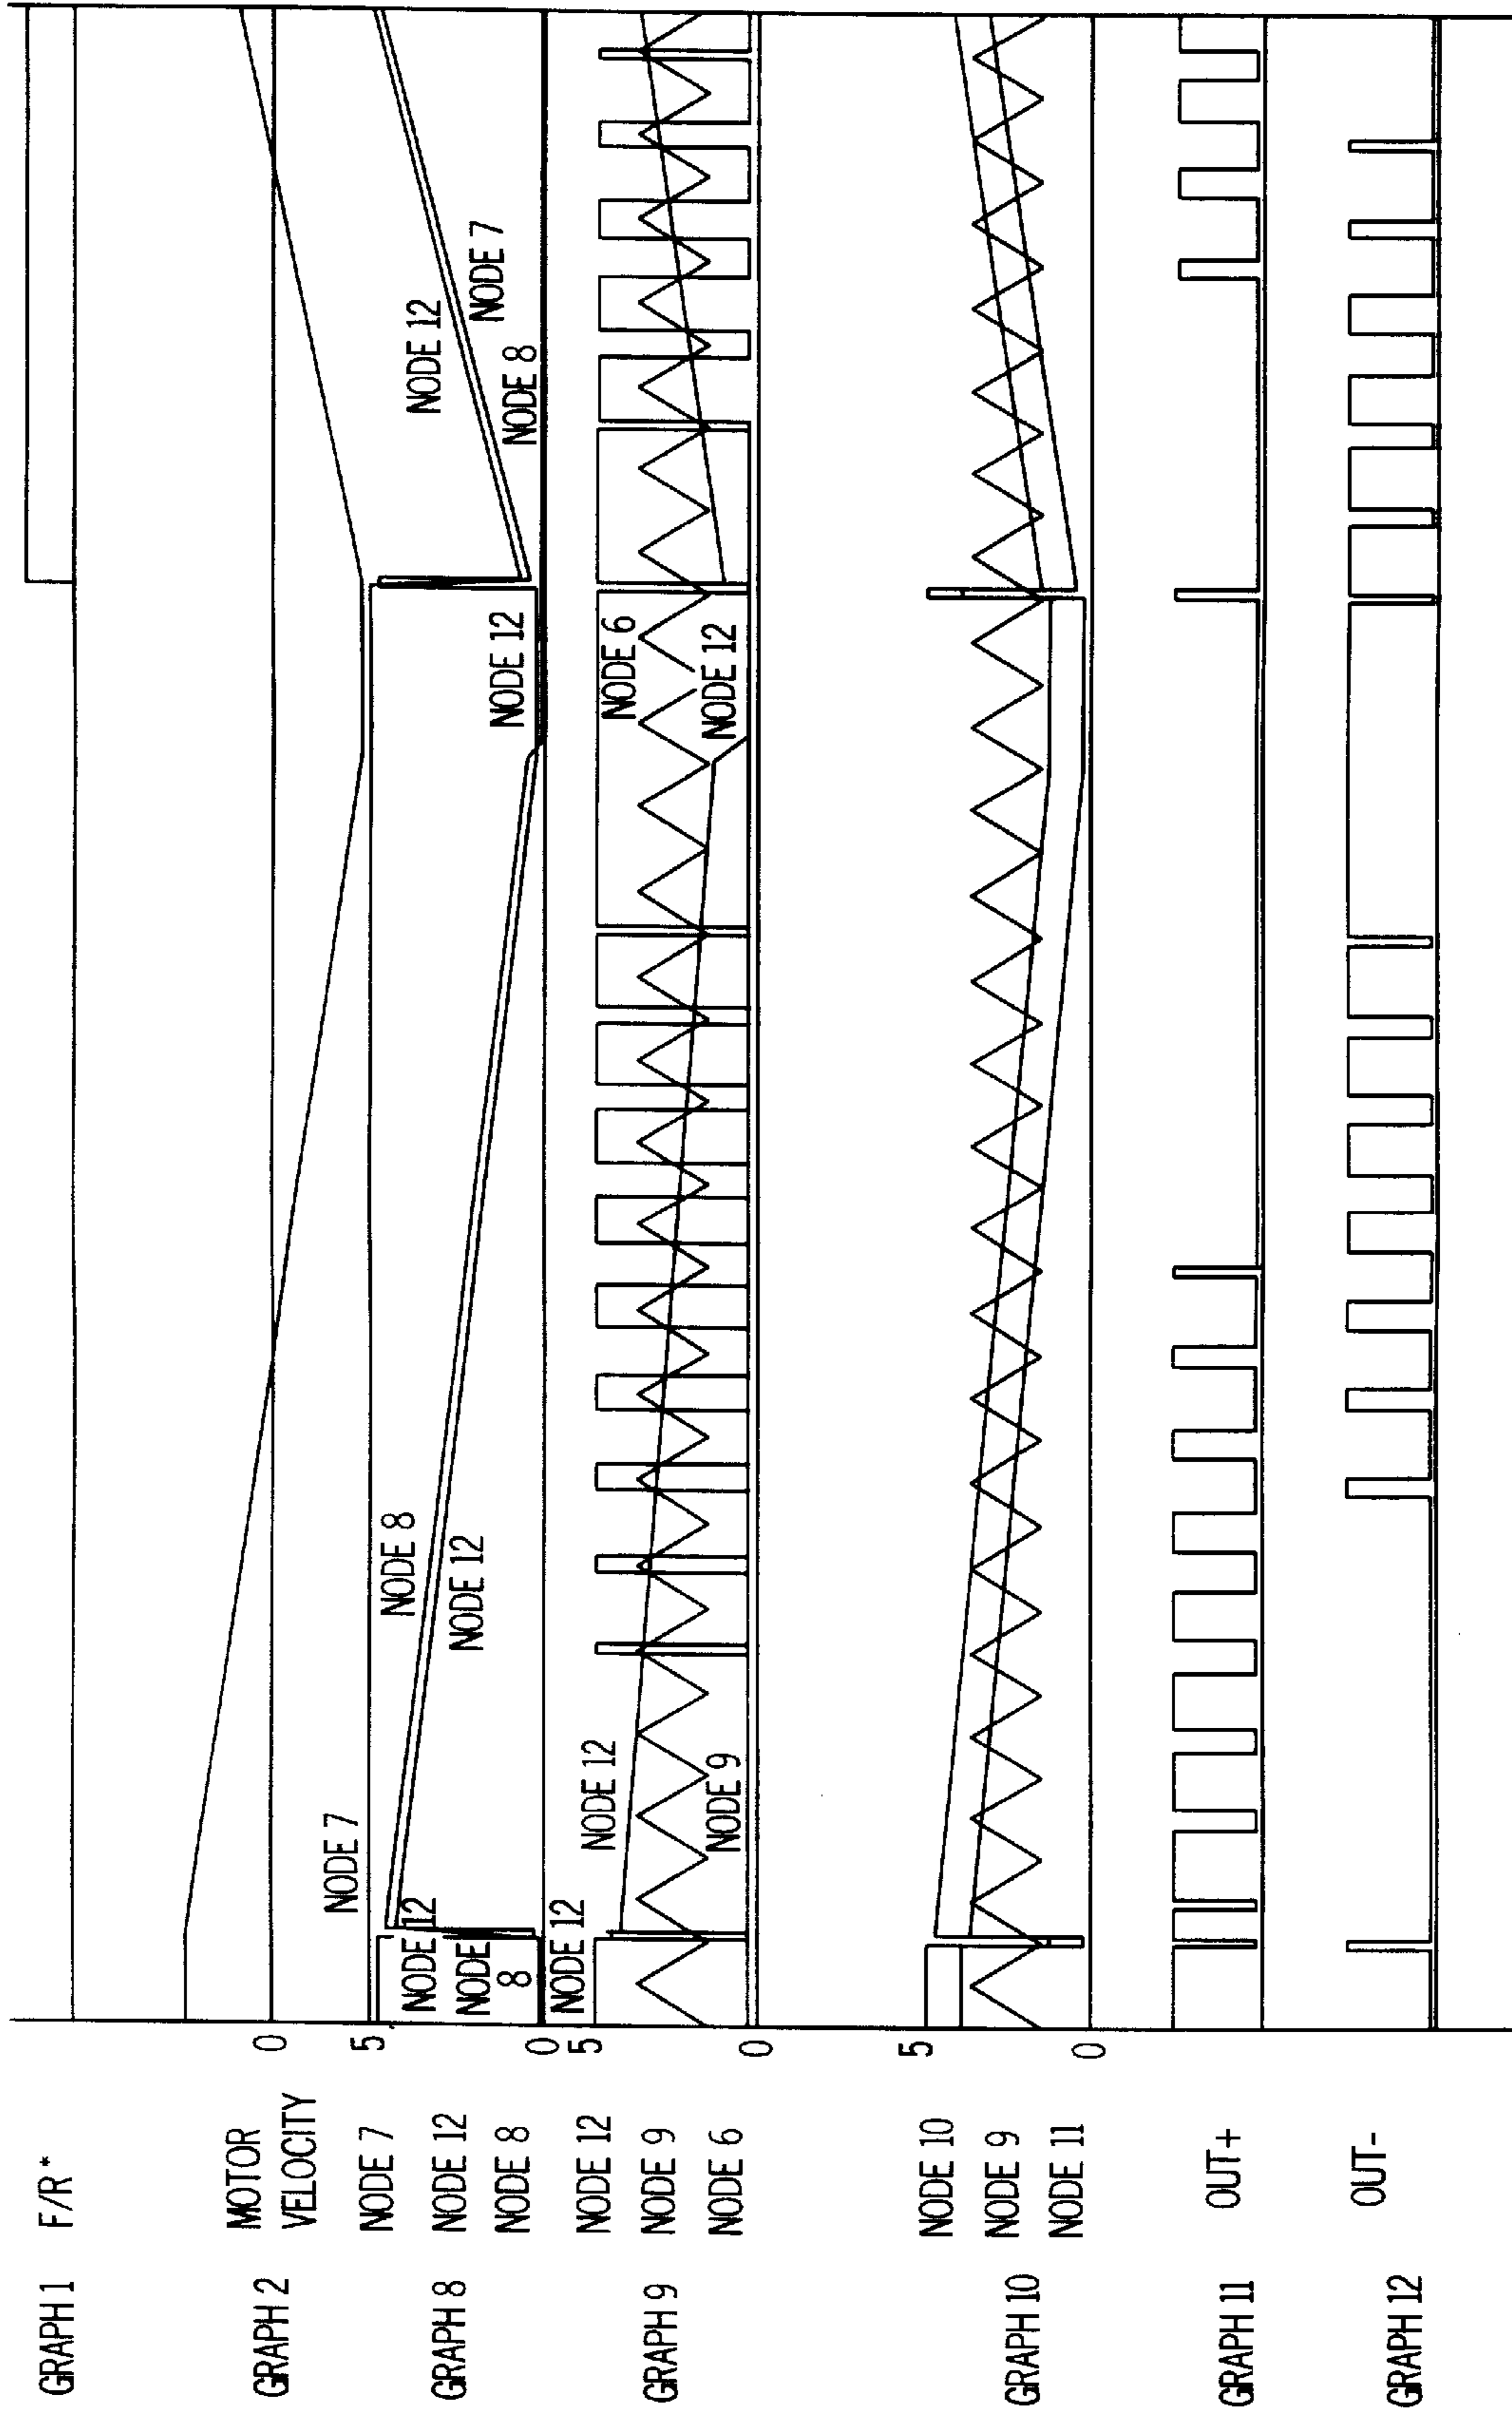 GRAPH 1 F/R*
GRAPH 2 MOTOR
VELOCITY
0
GRAPH 8 NODE 7
NODE 12
NODE 8
5
0
NODE 7
NODE 12
NODE
8
NODE 8
NODE 12
NODE 12
NODE 12
NODE 7
NODE 8
GRAPH 9 NODE 12
NODE 9
NODE 6
5
0
NODE 12
NODE 12
NODE 9
NODE 6
NODE 12
GRAPH 10 NODE 10
NODE 9
NODE 11
5
0
GRAPH 11 OUT+
GRAPH 12 OUT-